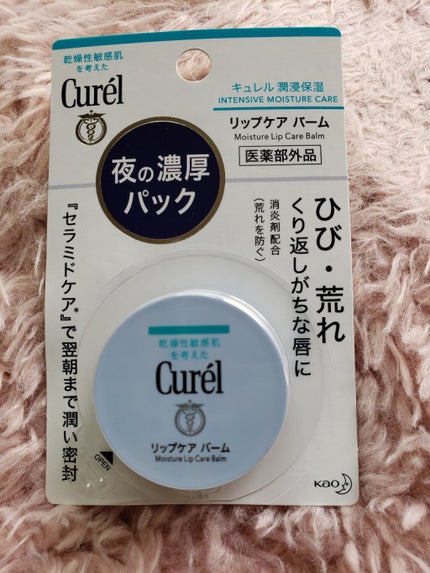 乾燥性敏感肌
を考えた
Curél
キュレル 潤浸保湿
INTENSIVE MOISTURE CARE
リップケア バーム
Moisture Lip Care Balm
医薬部外品
夜の濃厚
パック
ひび・荒れ
くり返しがちな唇に
消炎剤配合
(荒れを防ぐ)
『セラミドケア』*で翌朝まで潤い密封
乾燥性敏感肌
を考えた
Curél
リップケア バーム
Moisture Lip Care Balm
OPEN
Kao